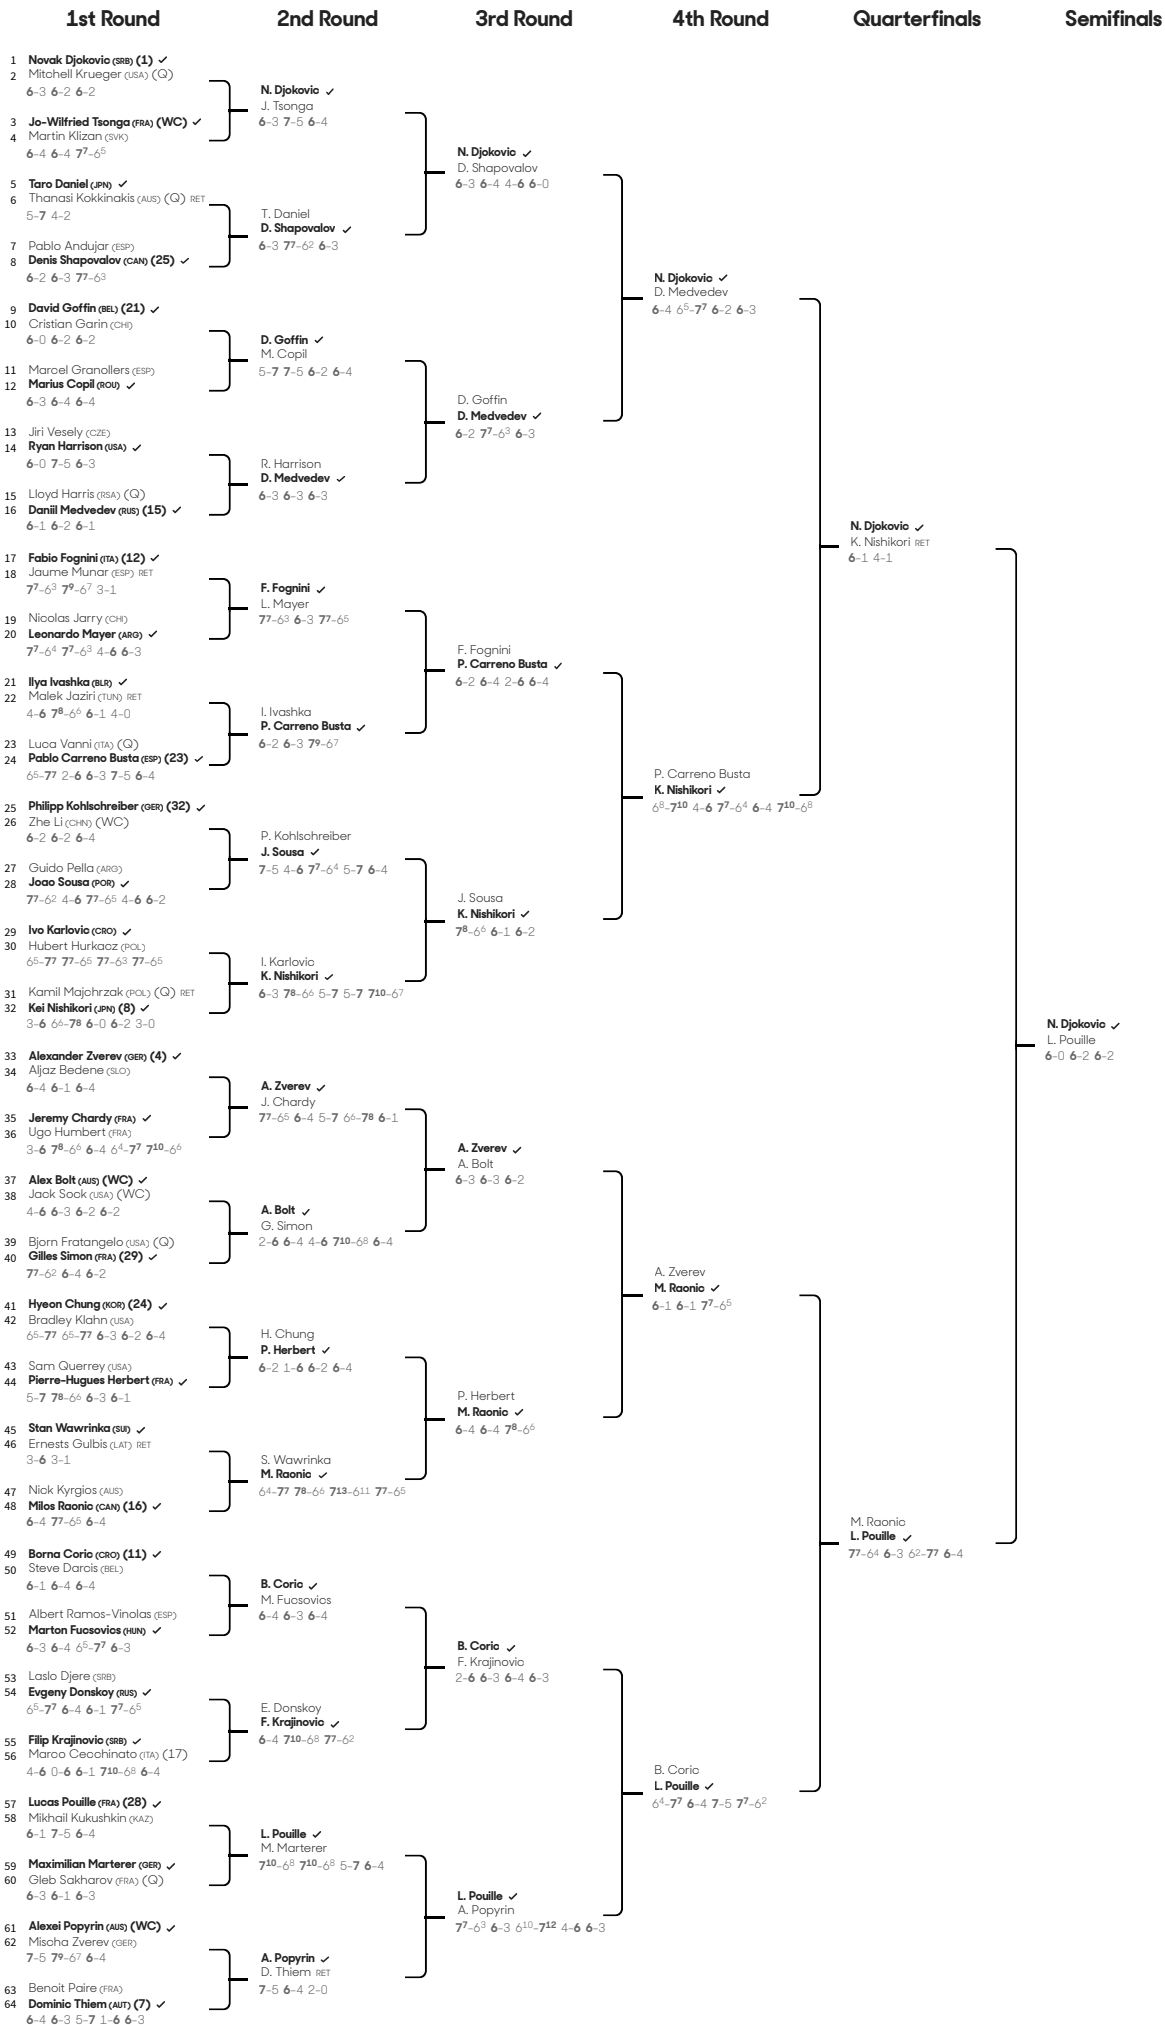 1st Round
2nd Round
3rd Round
4th Round
Quarterfinals
Semifinals
1 Novak Djokovic (SRB) (1) ✓
2 Mitchell Krueger (USA) (Q)
6-3 6-2 6-2
3 Jo-Wilfried Tsonga (FRA) (WC) ✓
4 Martin Klizan (SVK)
6-4 6-4 7⁷-6⁵
5 Taro Daniel (JPN) ✓
6 Thanasi Kokkinakis (AUS) (Q) RET
5-7 4-2
7 Pablo Andujar (ESP)
8 Denis Shapovalov (CAN) (25) ✓
6-2 6-3 7⁷-6³
9 David Goffin (BEL) (21) ✓
10 Cristian Garin (CHI)
6-0 6-2 6-2
11 Marcel Granollers (ESP)
12 Marius Copil (ROU) ✓
6-3 6-4 6-4
13 Jiri Vesely (CZE)
14 Ryan Harrison (USA) ✓
6-0 7-5 6-3
15 Lloyd Harris (RSA) (Q)
16 Daniil Medvedev (RUS) (15) ✓
6-1 6-2 6-1
17 Fabio Fognini (ITA) (12) ✓
18 Jaume Munar (ESP) RET
7⁷-6³ 7⁹-6⁷ 3-1
19 Nicolas Jarry (CHI)
20 Leonardo Mayer (ARG) ✓
7⁷-6⁴ 7⁷-6³ 4-6 6-3
21 Ilya Ivashka (BLR) ✓
22 Malek Jaziri (TUN) RET
4-6 7⁸-6⁶ 6-1 4-0
23 Luca Vanni (ITA) (Q)
24 Pablo Carreno Busta (ESP) (23) ✓
6⁵-7⁷ 2-6 6-3 7-5 6-4
25 Philipp Kohlschreiber (GER) (32) ✓
26 Zhe Li (CHN) (WC)
6-2 6-2 6-4
27 Guido Pella (ARG)
28 Joao Sousa (POR) ✓
7⁷-6² 4-6 7⁷-6⁵ 4-6 6-2
29 Ivo Karlovic (CRO) ✓
30 Hubert Hurkacz (POL)
6⁵-7⁷ 7⁷-6⁵ 7⁷-6³ 7⁷-6⁵
31 Kamil Majchrzak (POL) (Q) RET
32 Kei Nishikori (JPN) (8) ✓
3-6 6⁶-7⁸ 6-0 6-2 3-0
33 Alexander Zverev (GER) (4) ✓
34 Aljaz Bedene (SLO)
6-4 6-1 6-4
35 Jeremy Chardy (FRA) ✓
36 Ugo Humbert (FRA)
3-6 7⁸-6⁶ 6-4 6⁴-7⁷ 7¹⁰-6⁶
37 Alex Bolt (AUS) (WC) ✓
38 Jack Sock (USA) (WC)
4-6 6-3 6-2 6-2
39 Bjorn Fratangelo (USA) (Q)
40 Gilles Simon (FRA) (29) ✓
7⁷-6² 6-4 6-2
41 Hyeon Chung (KOR) (24) ✓
42 Bradley Klahn (USA)
6⁵-7⁷ 6⁵-7⁷ 6-3 6-2 6-4
43 Sam Querrey (USA)
44 Pierre-Hugues Herbert (FRA) ✓
5-7 7⁸-6⁶ 6-3 6-1
45 Stan Wawrinka (SUI) ✓
46 Ernests Gulbis (LAT) RET
3-6 3-1
47 Nick Kyrgios (AUS)
48 Milos Raonic (CAN) (16) ✓
6-4 7⁷-6⁵ 6-4
49 Borna Coric (CRO) (11) ✓
50 Steve Darcis (BEL)
6-1 6-4 6-4
51 Albert Ramos-Vinolas (ESP)
52 Marton Fucsovics (HUN) ✓
6-3 6-4 6⁵-7⁷ 6-3
53 Laslo Djere (SRB)
54 Evgeny Donskoy (RUS) ✓
6⁵-7⁷ 6-4 6-1 7⁷-6⁵
55 Filip Krajinovic (SRB) ✓
56 Marco Cecchinato (ITA) (17)
4-6 0-6 6-1 7¹⁰-6⁸ 6-4
57 Lucas Pouille (FRA) (28) ✓
58 Mikhail Kukushkin (KAZ)
6-1 7-5 6-4
59 Maximilian Marterer (GER) ✓
60 Gleb Sakharov (FRA) (Q)
6-3 6-1 6-3
61 Alexei Popyrin (AUS) (WC) ✓
62 Mischa Zverev (GER)
7-5 7⁹-6⁷ 6-4
63 Benoit Paire (FRA)
64 Dominic Thiem (AUT) (7) ✓
6-4 6-3 5-7 1-6 6-3
N. Djokovic ✓
J. Tsonga
6-3 7-5 6-4
T. Daniel
D. Shapovalov ✓
6-3 7⁷-6² 6-3
D. Goffin ✓
M. Copil
5-7 7-5 6-2 6-4
R. Harrison
D. Medvedev ✓
6-3 6-3 6-3
F. Fognini ✓
L. Mayer
7⁷-6³ 6-3 7⁷-6⁵
I. Ivashka
P. Carreno Busta ✓
6-2 6-3 7⁹-6⁷
P. Kohlschreiber
J. Sousa ✓
7-5 4-6 7⁷-6⁴ 5-7 6-4
I. Karlovic
K. Nishikori ✓
6-3 7⁸-6⁶ 5-7 5-7 7¹⁰-6⁷
A. Zverev ✓
J. Chardy
7⁷-6⁵ 6-4 5-7 6⁶-7⁸ 6-1
A. Bolt ✓
G. Simon
2-6 6-4 4-6 7¹⁰-6⁸ 6-4
H. Chung
P. Herbert ✓
6-2 1-6 6-2 6-4
S. Wawrinka
M. Raonic ✓
6⁴-7⁷ 7⁸-6⁶ 7¹³-6¹¹ 7⁷-6⁵
B. Coric ✓
M. Fucsovics
6-4 6-3 6-4
E. Donskoy
F. Krajinovic ✓
6-4 7¹⁰-6⁸ 7⁷-6²
L. Pouille ✓
M. Marterer
7¹⁰-6⁸ 7¹⁰-6⁸ 5-7 6-4
A. Popyrin ✓
D. Thiem RET
7-5 6-4 2-0
N. Djokovic ✓
D. Shapovalov
6-3 6-4 4-6 6-0
D. Goffin
D. Medvedev ✓
6-2 7⁷-6³ 6-3
F. Fognini
P. Carreno Busta ✓
6-2 6-4 2-6 6-4
J. Sousa
K. Nishikori ✓
7⁸-6⁶ 6-1 6-2
A. Zverev ✓
A. Bolt
6-3 6-3 6-2
P. Herbert
M. Raonic ✓
6-4 6-4 7⁸-6⁶
B. Coric ✓
F. Krajinovic
2-6 6-3 6-4 6-3
L. Pouille ✓
A. Popyrin
7⁷-6³ 6-3 6¹⁰-7¹² 4-6 6-3
N. Djokovic ✓
D. Medvedev
6-4 6⁵-7⁷ 6-2 6-3
P. Carreno Busta
K. Nishikori ✓
6⁸-7¹⁰ 4-6 7⁷-6⁴ 6-4 7¹⁰-6⁸
A. Zverev
M. Raonic ✓
6-1 6-1 7⁷-6⁵
B. Coric
L. Pouille ✓
6⁴-7⁷ 6-4 7-5 7⁷-6²
N. Djokovic ✓
K. Nishikori RET
6-1 4-1
M. Raonic
L. Pouille ✓
7⁷-6⁴ 6-3 6²-7⁷ 6-4
N. Djokovic ✓
L. Pouille
6-0 6-2 6-2